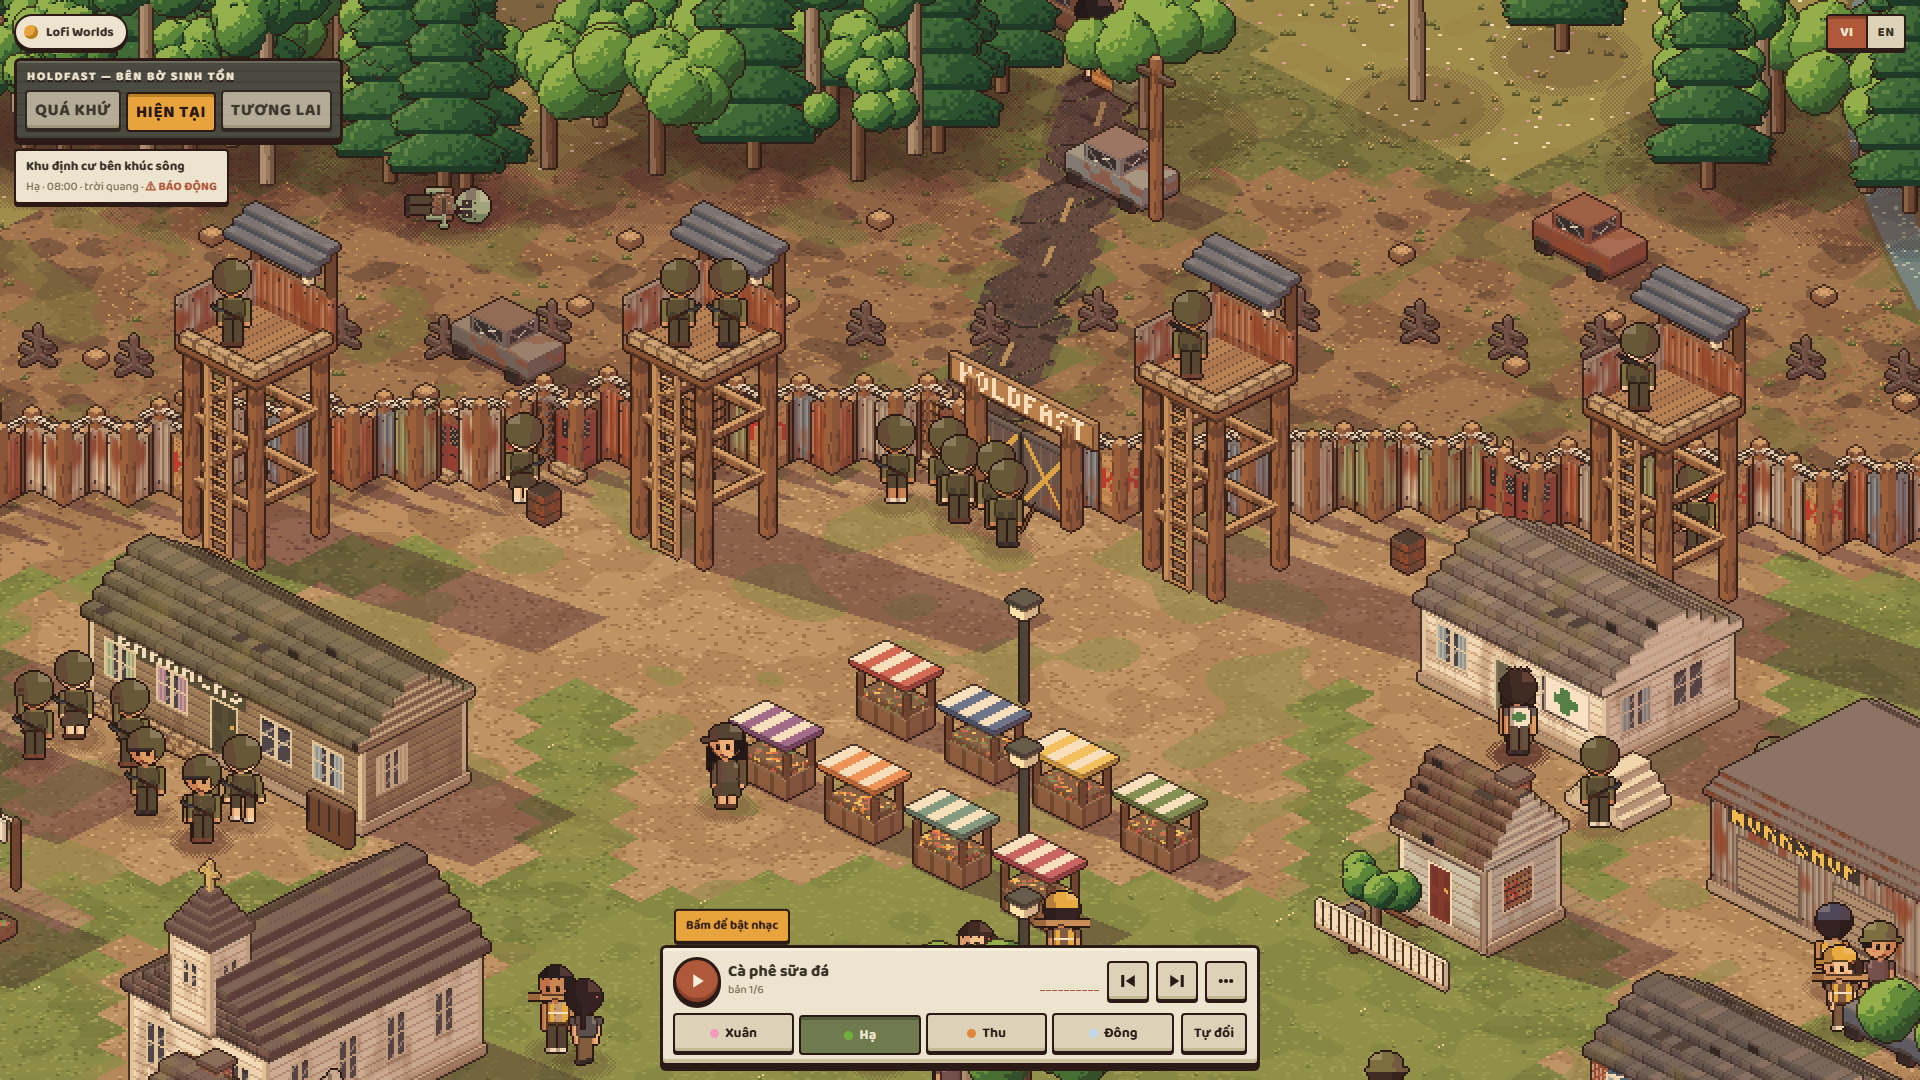 Lofi Worlds
VI EN
HOLDFAST — BÊN BỜ SINH TỒN
QUÁ KHỨ HIỆN TẠI TƯƠNG LAI
Khu định cư bên khúc sông
Hạ · 08:00 · trời quang · ⚠ BÁO ĐỘNG
HOLDFAST
Bấm để bật nhạc
Cà phê sữa đá
bản 1/6
Xuân Hạ Thu Đông Tự đổi